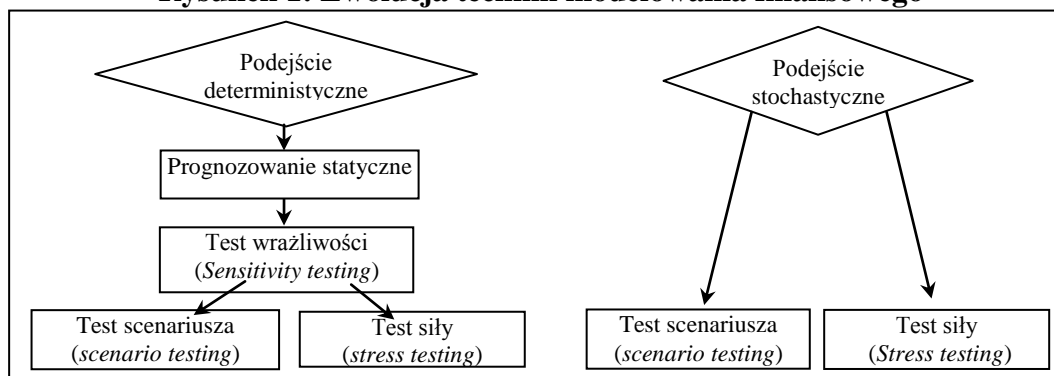 Podejście
deterministyczne
Podejście
stochastyczne
Prognozowanie statyczne
Test wrażliwości
(Sensitivity testing)
Test scenariusza
(scenario testing)
Test siły
(stress testing)
Test scenariusza
(scenario testing)
Test siły
(Stress testing)